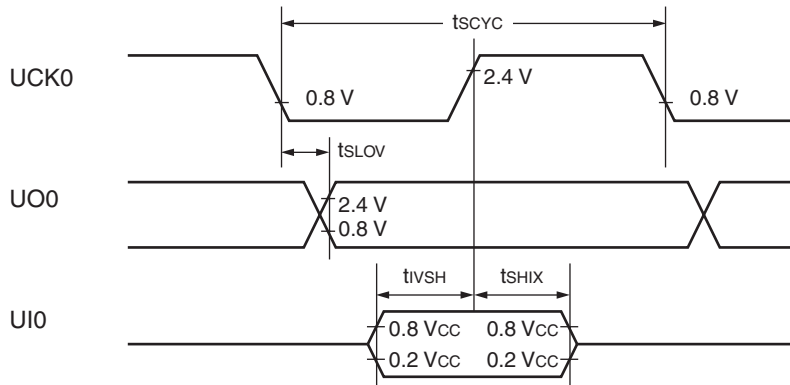 tSCYC
UCK0
0.8 V
2.4 V
0.8 V
tSLOV
UO0
2.4 V
0.8 V
tIVSH
tSHIX
UI0
0.8 VCC
0.8 VCC
0.2 VCC
0.2 VCC